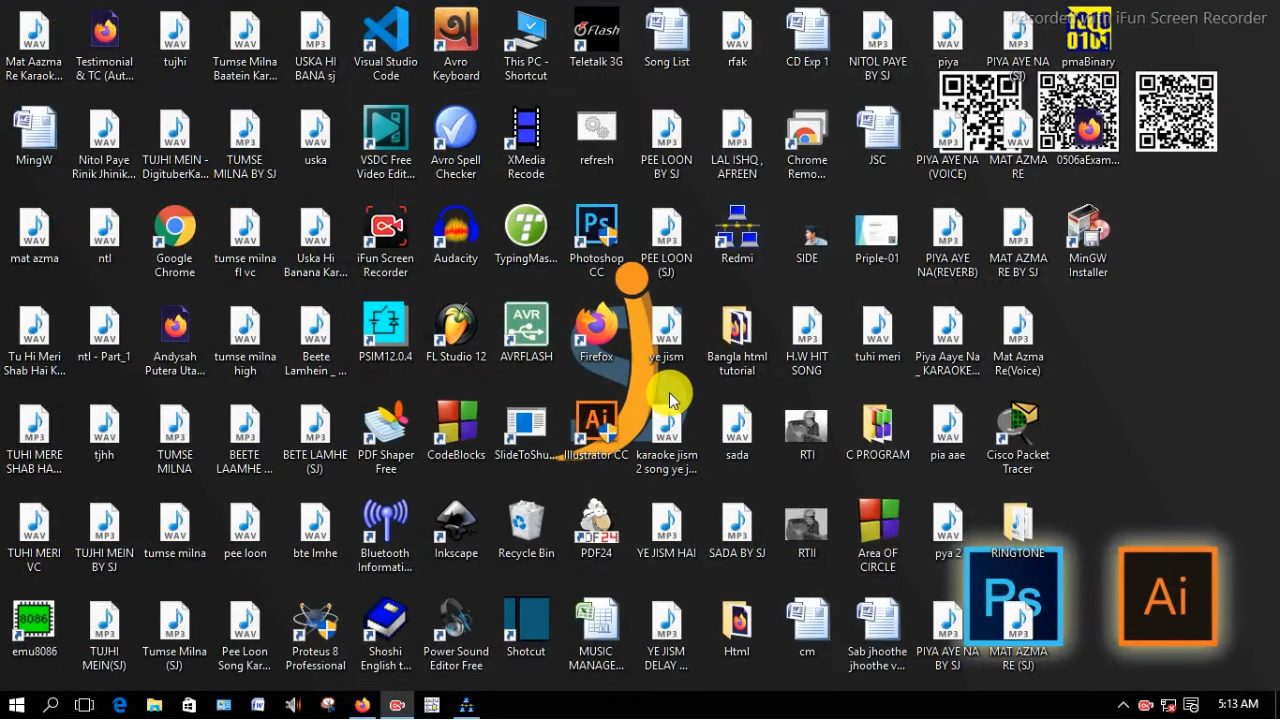 Recorded with iFun Screen Recorder
Mat Azma
Re Karaok...
Testimonial
& TC (Aut...
tujhi
Tumse Milna
Baatein Kar...
USKA HI
BANA sj
Visual Studio
Code
Avro
Keyboard
This PC -
Shortcut
Teletalk 3G
Song List
rfak
CD Exp 1
NITOL PAYE
BY SJ
piya
PIYA AYE NA
(SJ)
pmaBinary
MingW
Nitol Paye
Rinik Jhinik...
TUJHI MEIN -
DigituberKa...
TUMSE
MILNA BY SJ
uska
VSDC Free
Video Edit...
Avro Spell
Checker
XMedia
Recode
refresh
PEE LOON
BY SJ
LAL ISHQ ,
AFREEN
Chrome
Remo...
JSC
PIYA AYE NA
(VOICE)
MAT AZMA
RE
0506aExam...
mat azma
ntl
Google
Chrome
tumse milna
fl vc
Uska Hi
Banana Kar...
iFun Screen
Recorder
Audacity
TypingMas...
Photoshop
CC
PEE LOON
(SJ)
Redmi
SIDE
Priple-01
PIYA AYE
NA(REVERB)
MAT AZMA
RE BY SJ
MinGW
Installer
Tu Hi Meri
Shab Hai K...
ntl - Part_1
Andysah
Putera Uta...
tumse milna
high
Beete
Lamhein _ ...
PSIM12.0.4
FL Studio 12
AVRFLASH
Firefox
ye jism
Bangla html
tutorial
H.W HIT
SONG
tuhi meri
Piya Aaye Na
_ KARAOKE...
Mat Azma
Re(Voice)
TUHI MERE
SHAB HA...
tjhh
TUMSE
MILNA
BEETE
LAAMHE ...
BETE LAMHE
(SJ)
PDF Shaper
Free
CodeBlocks
SlideToShu...
Illustrator CC
karaoke jism
2 song ye j...
sada
RTI
C PROGRAM
pia aae
Cisco Packet
Tracer
TUHI MERI
VC
TUJHI MEIN
BY SJ
tumse milna
pee loon
bte lmhe
Bluetooth
Informati...
Inkscape
Recycle Bin
PDF24
YE JISM HAI
SADA BY SJ
RTII
Area OF
CIRCLE
pya 2
RINGTONE
Ps
Ai
emu8086
TUJHI
MEIN(SJ)
Tumse Milna
(SJ)
Pee Loon
Song Kar...
Proteus 8
Professional
Shoshi
English t...
Power Sound
Editor Free
Shotcut
MUSIC
MANAGE...
YE JISM
DELAY ...
Html
cm
Sab jhoothe
jhoothe v...
PIYA AYE NA
BY SJ
MAT AZMA
RE (SJ)
5:13 AM